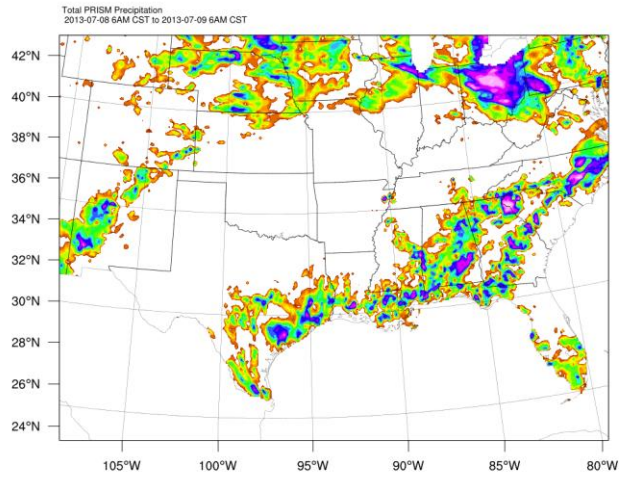 Total PRISM Precipitation
2013-07-08 6AM CST to 2013-07-09 6AM CST
42°N
40°N
38°N
36°N
34°N
32°N
30°N
28°N
26°N
24°N
105°W 100°W 95°W 90°W 85°W 80°W